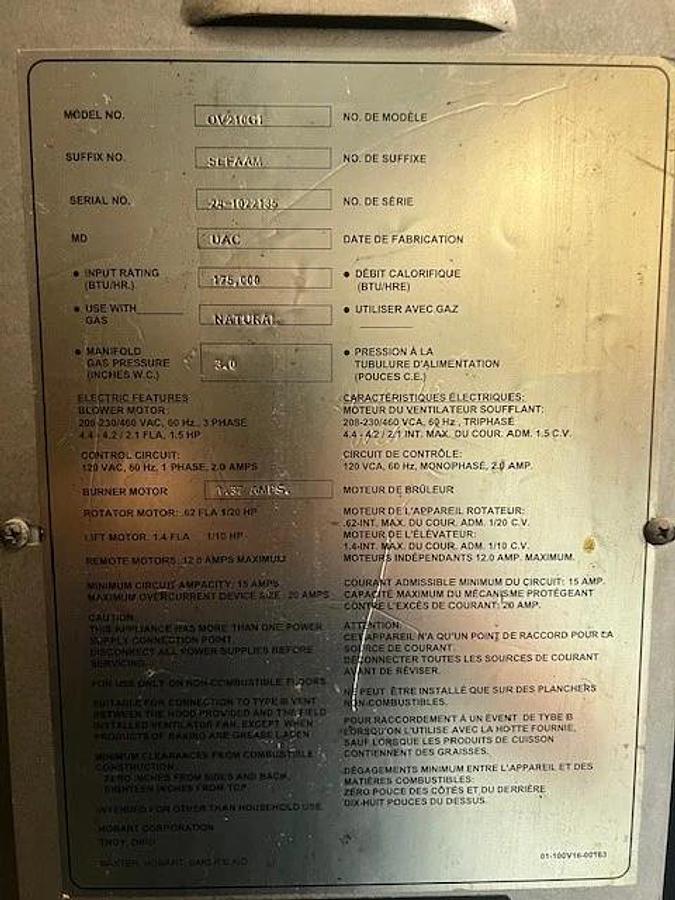 MODEL NO. OV210G1 NO. DE MODÈLE
SUFFIX NO. NO. DE SUFFIXE
SERIAL NO. 24-1022135 NO. DE SÉRIE
MD UAC DATE DE FABRICATION
• INPUT RATING 175,000 • DÉBIT CALORIFIQUE
(BTU/HR.) (BTU/HRE)
• USE WITH NATURAL • UTILISER AVEC GAZ
GAS
• MANIFOLD 3.0 • PRESSION À LA
GAS PRESSURE TUBULURE D'ALIMENTATION
(INCHES W.C.) (POUCES C.E.)
ELECTRIC FEATURES
BLOWER MOTOR:
208-230/460 VAC, 60 Hz., 3 PHASE
4.4 - 4.2 / 2.1 FLA, 1.5 HP
CONTROL CIRCUIT:
120 VAC, 60 Hz, 1 PHASE, 2.0 AMPS
BURNER MOTOR AMPS.
ROTATOR MOTOR: .62 FLA 1/20 HP
LIFT MOTOR: 1.4 FLA 1/10 HP
REMOTE MOTORS: 12.0 AMPS MAXIMUM
MINIMUM CIRCUIT AMPACITY: 15 AMPS
MAXIMUM OVERCURRENT DEVICE SIZE: 20 AMPS
CAUTION:
THIS APPLIANCE HAS MORE THAN ONE POWER
SUPPLY CONNECTION POINT.
DISCONNECT ALL POWER SUPPLIES BEFORE
SERVICING.
FOR USE ONLY ON NON-COMBUSTIBLE FLOORS.
SUITABLE FOR CONNECTION TO TYPE B VENT
BETWEEN THE HOOD PROVIDED AND THE FIELD
INSTALLED VENTILATOR FAN, EXCEPT WHEN
PRODUCTS OF BAKING ARE GREASE LADEN
MINIMUM CLEARANCES FROM COMBUSTIBLE
CONSTRUCTION:
ZERO INCHES FROM SIDES AND BACK.
EIGHTEEN INCHES FROM TOP
INTENDED FOR OTHER THAN HOUSEHOLD USE
HOBART CORPORATION
TROY, OHIO
CARACTÉRISTIQUES ÉLECTRIQUES:
MOTEUR DU VENTILATEUR SOUFFLANT:
208-230/460 VCA, 60 Hz , TRIPHASÉ
4.4 - 4.2 / 2.1 INT. MAX. DU COUR. ADM. 1.5 C.V.
CIRCUIT DE CONTRÔLE:
120 VCA, 60 Hz, MONOPHASÉ, 2.0 AMP.
MOTEUR DE BRÛLEUR
MOTEUR DE L'APPAREIL ROTATEUR:
.62-INT. MAX. DU COUR. ADM. 1/20 C.V.
MOTEUR DE L'ÉLÉVATEUR:
1.4-INT. MAX. DU COUR. ADM. 1/10 C.V.
MOTEURS INDÉPENDANTS 12.0 AMP. MAXIMUM.
COURANT ADMISSIBLE MINIMUM DU CIRCUIT: 15 AMP.
CAPACITÉ MAXIMUM DU MÉCANISME PROTÉGEANT
CONTRE L'EXCÈS DE COURANT: 20 AMP.
ATTENTION:
CET APPAREIL N'A QU'UN POINT DE RACCORD POUR LA
SOURCE DE COURANT.
DÉCONNECTER TOUTES LES SOURCES DE COURANT
AVANT DE RÉVISER.
NE PEUT ÊTRE INSTALLÉ QUE SUR DES PLANCHERS
NON-COMBUSTIBLES.
POUR RACCORDEMENT À UN ÉVENT DE TYBE B
LORSQU'ON L'UTILISE AVEC LA HOTTE FOURNIE,
SAUF LORSQUE LES PRODUITS DE CUISSON
CONTIENNENT DES GRAISSES.
DÉGAGEMENTS MINIMUM ENTRE L'APPAREIL ET DES
MATIÈRES COMBUSTIBLES:
ZÉRO POUCE DES CÔTÉS ET DU DERRIÈRE
DIX-HUIT POUCES DU DESSUS.
01-100V16-00163